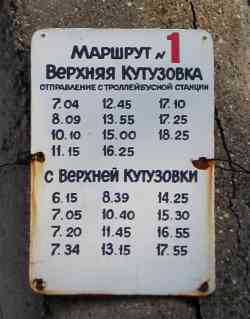 МАРШРУТ № 1
ВЕРХНЯЯ КУТУЗОВКА
ОТПРАВЛЕНИЕ С ТРОЛЛЕЙБУСНОЙ СТАНЦИИ
7.04 12.45 17.10
8.09 13.55 17.25
10.10 15.00 18.25
11.15 16.25
С ВЕРХНЕЙ КУТУЗОВКИ
6.15 8.39 14.25
7.05 10.40 15.30
7.20 11.45 16.55
7.34 13.15 17.55